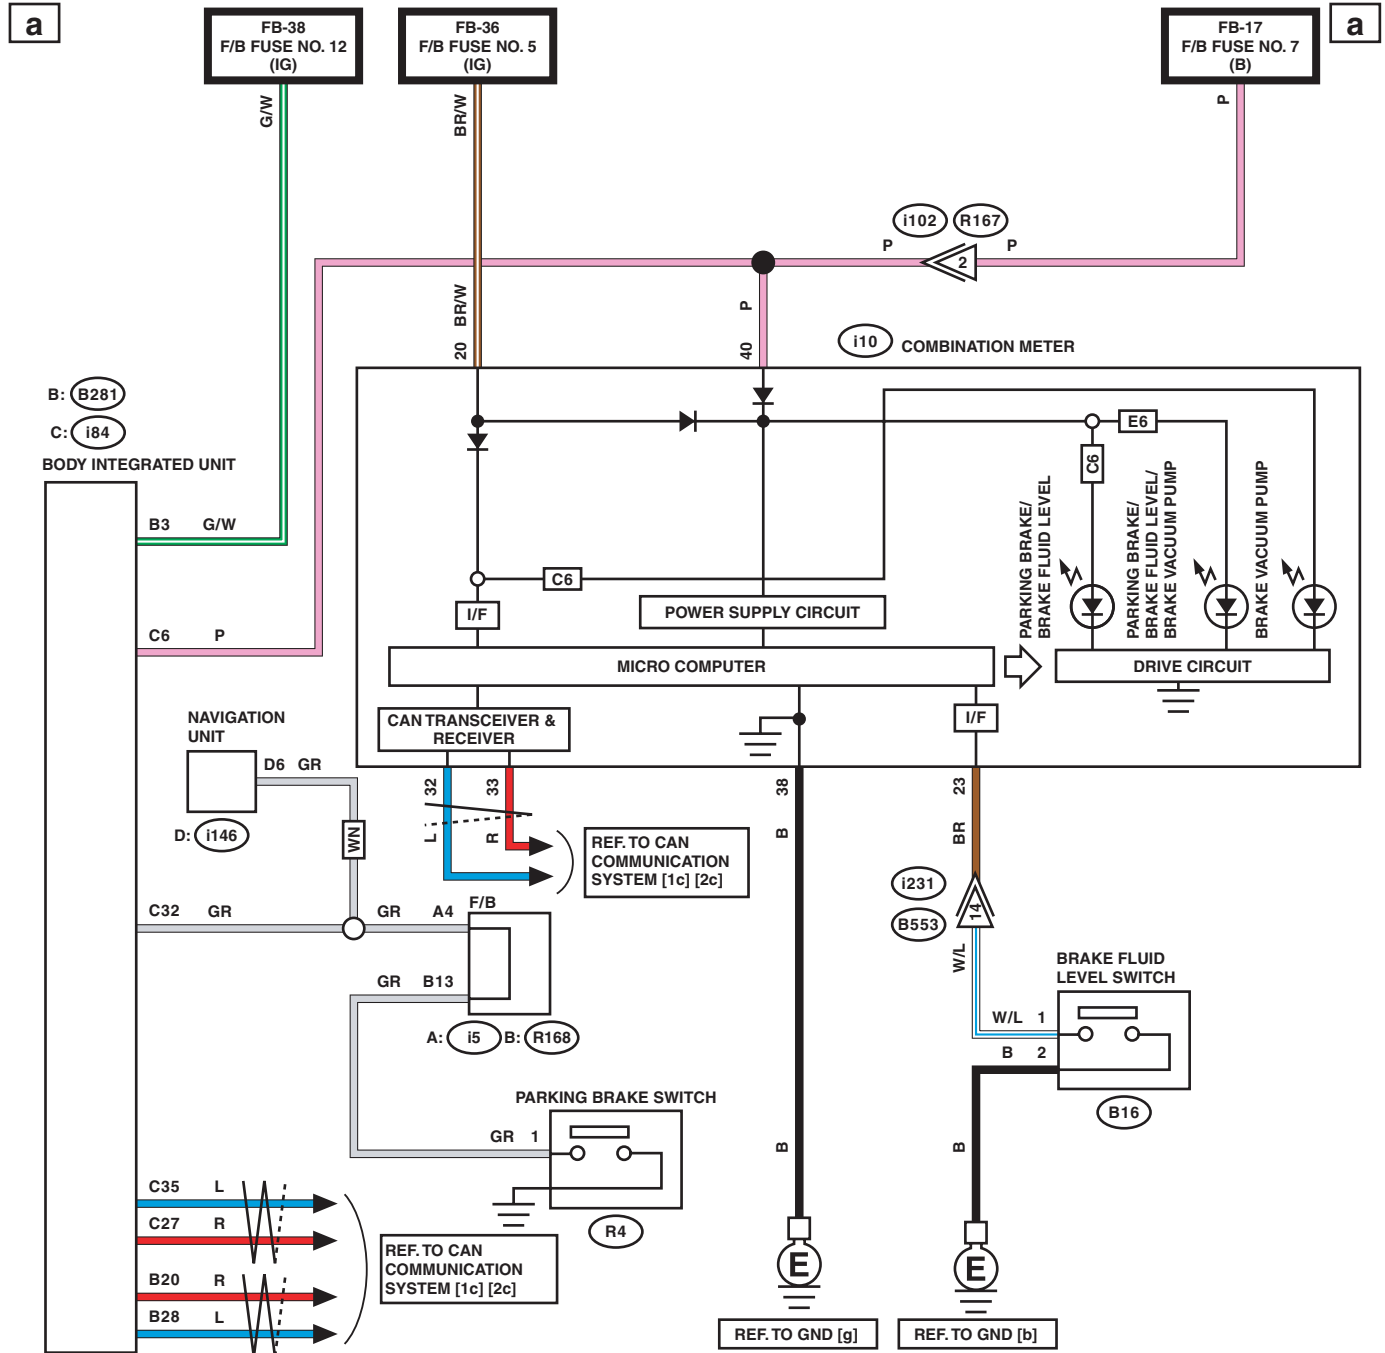 a
FB-38
F/B FUSE NO. 12
(IG)
FB-36
F/B FUSE NO. 5
(IG)
FB-17
F/B FUSE NO. 7
(B)
a
G/W
BR/W
P
i102
R167
P
2
P
BR/W
P
20
40
i10
COMBINATION METER
B: B281
C: i84
BODY INTEGRATED UNIT
E6
C6
PARKING BRAKE/
BRAKE FLUID LEVEL
PARKING BRAKE/
BRAKE FLUID LEVEL/
BRAKE VACUUM PUMP
BRAKE VACUUM PUMP
B3 G/W
C6
I/F
POWER SUPPLY CIRCUIT
C6 P
MICRO COMPUTER
DRIVE CIRCUIT
CAN TRANSCEIVER &
RECEIVER
I/F
NAVIGATION
UNIT
D6 GR
D: i146
WN
32
33
38
23
L
R
B
BR
REF. TO CAN
COMMUNICATION
SYSTEM [1c] [2c]
i231
B553
14
W/L
C32 GR
GR A4
F/B
GR B13
A: i5 B: R168
BRAKE FLUID
LEVEL SWITCH
W/L 1
B 2
B16
PARKING BRAKE SWITCH
GR 1
R4
B
B
C35 L
C27 R
B20 R
B28 L
REF. TO CAN
COMMUNICATION
SYSTEM [1c] [2c]
E
E
REF. TO GND [g]
REF. TO GND [b]